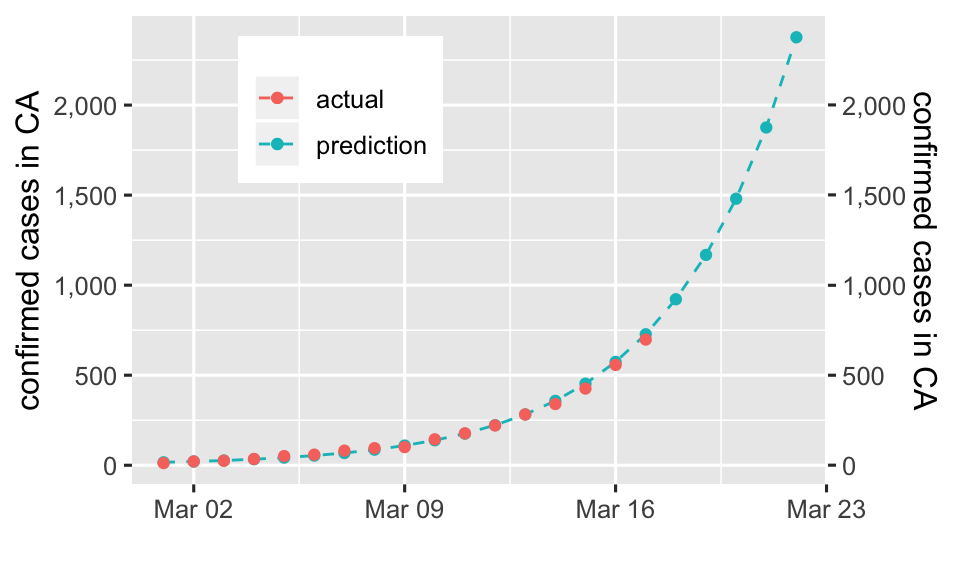 confirmed cases in CA
2,000
1,500
1,000
500
0
actual
prediction
2,000
1,500
1,000
500
0
confirmed cases in CA
Mar 02
Mar 09
Mar 16
Mar 23